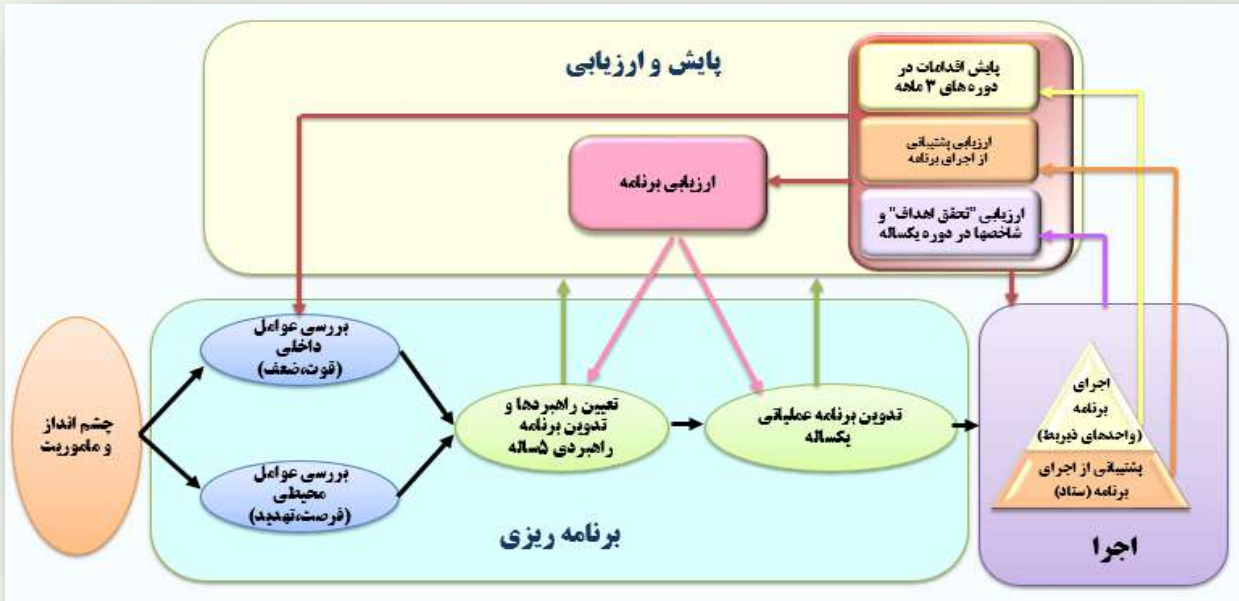 پایش و ارزیابی
پایش اقدامات در
دوره های ۳ ماهه
ارزیابی پشتیبانی
از اجرای برنامه
ارزیابی "تحقق اهداف" و
شاخصها در دوره یکساله
ارزیابی برنامه
چشم انداز
و ماموریت
بررسی عوامل
داخلی
(قوت،ضعف)
بررسی عوامل
محیطی
(فرصت،تهدید)
تعیین راهبردها و
تدوین برنامه
راهبردی ۵ساله
تدوین برنامه عملیاتی
یکساله
برنامه ریزی
اجرای
برنامه
(واحدهای ذیربط)
پشتیبانی از اجرای
برنامه (ستاد)
اجرا